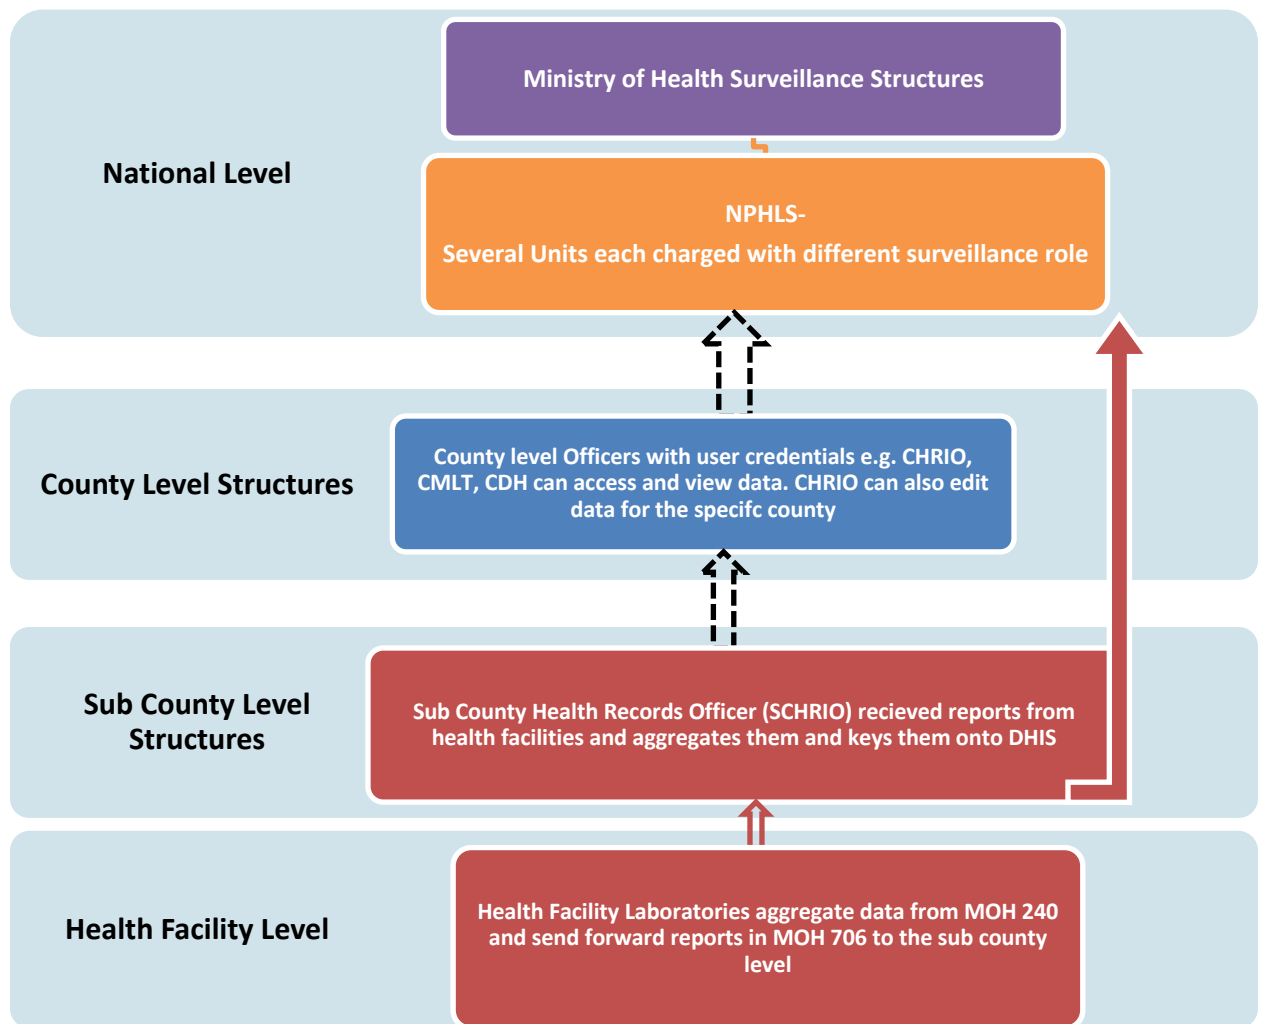 Ministry of Health Surveillance Structures
National Level
NPHLS-
Several Units each charged with different surveillance role
County Level Structures
County level Officers with user credentials e.g. CHRIO,
CMLT, CDH can access and view data. CHRIO can also edit
data for the specifc county
Sub County Level
Structures
Sub County Health Records Officer (SCHRIO) recieved reports from
health facilities and aggregates them and keys them onto DHIS
Health Facility Level
Health Facility Laboratories aggregate data from MOH 240
and send forward reports in MOH 706 to the sub county
level